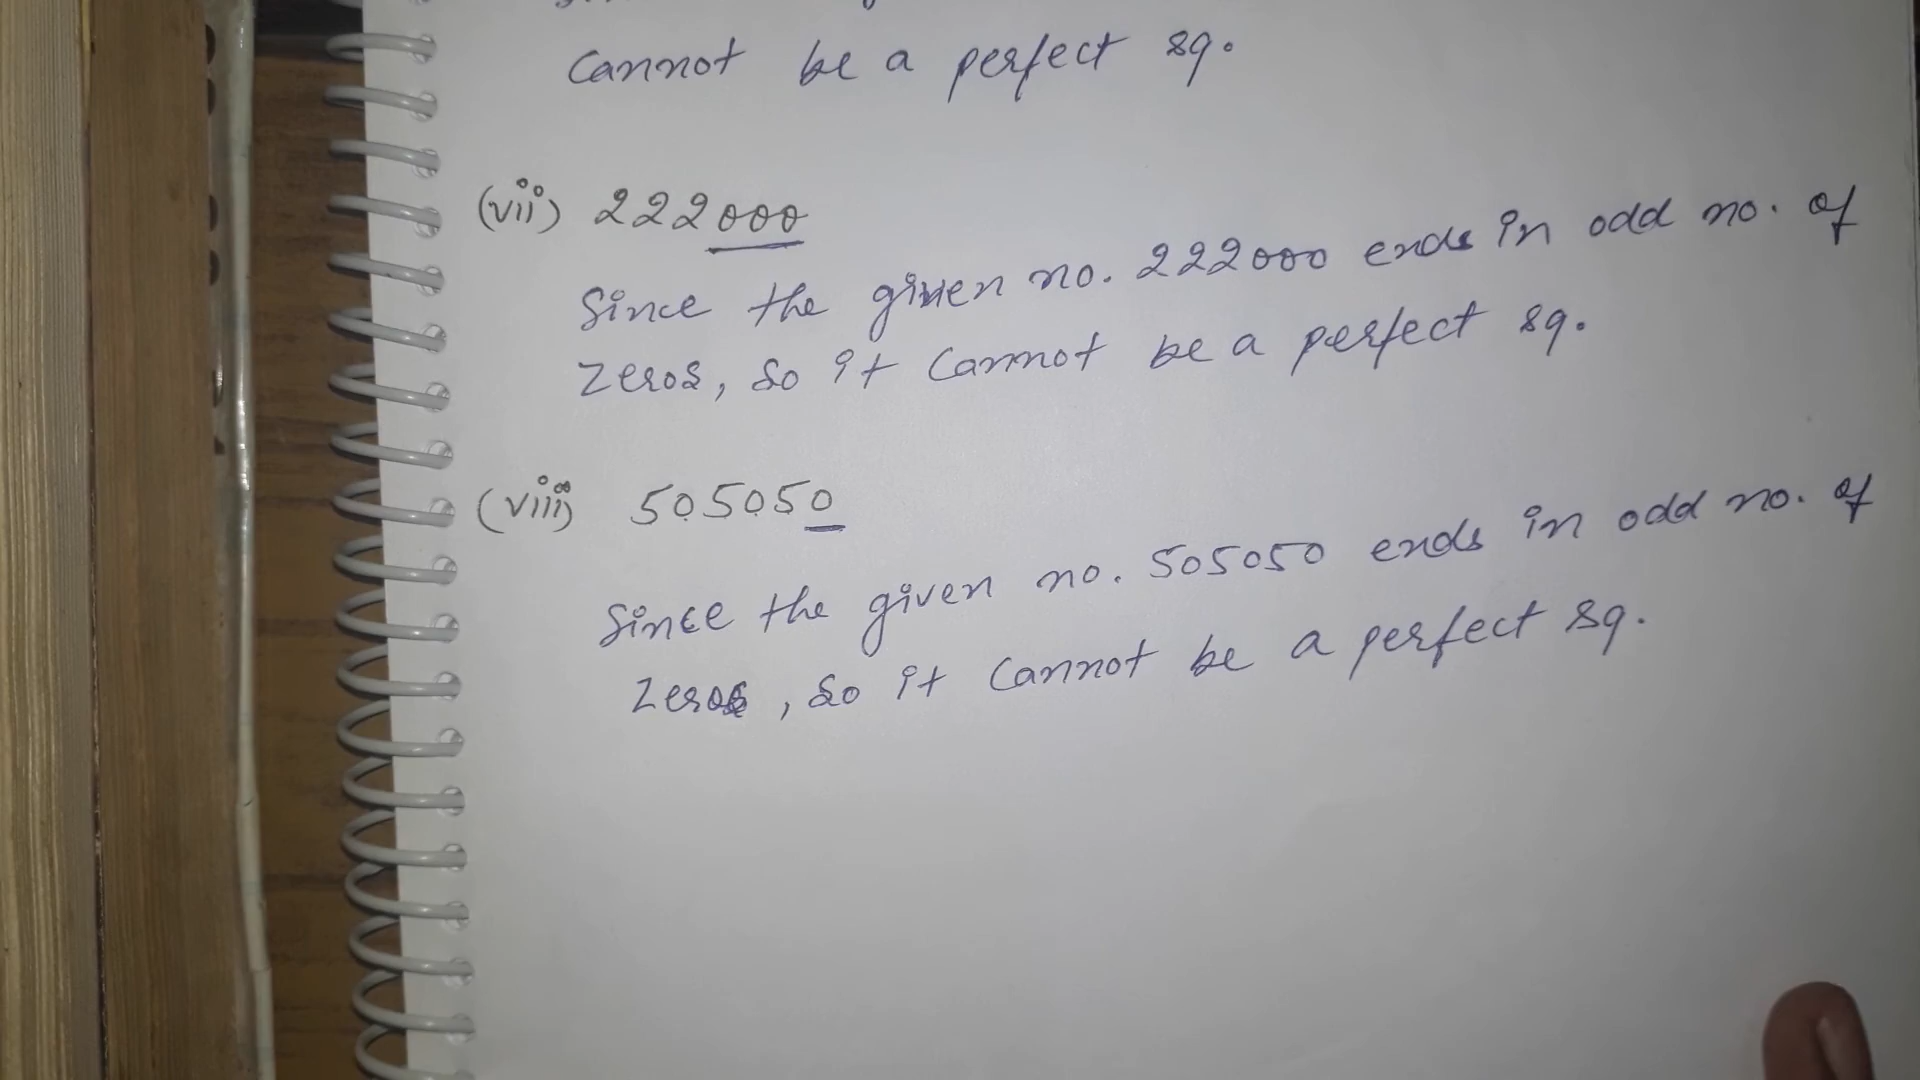 cannot be a perfect sq.
(vii) 222000
Since the given no. 222000 ends in odd no. of
zeros, so it cannot be a perfect sq.
(viii) 505050
Since the given no. 505050 ends in odd no. of
zeros, so it cannot be a perfect sq.